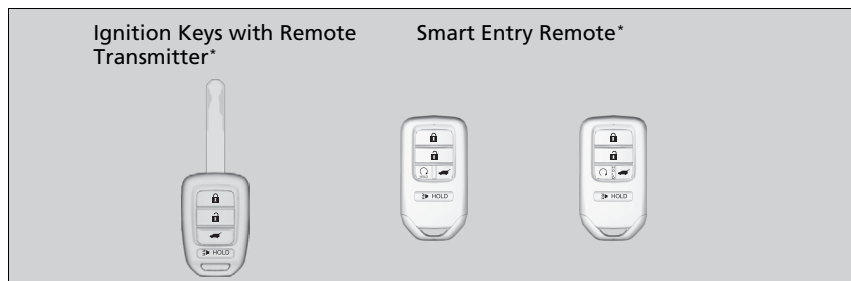 Ignition Keys with Remote
Transmitter*
Smart Entry Remote*
HOLD
HOLD
HOLD